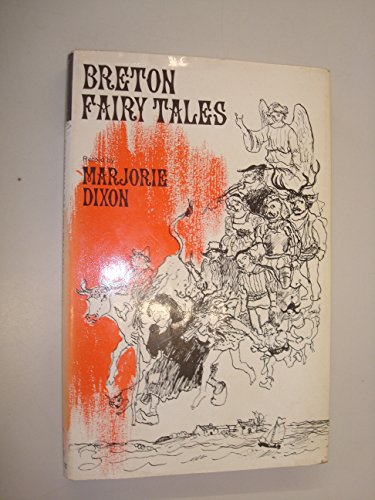 BRETON
FAIRY TALES
Retold by
MARJORIE
DIXON